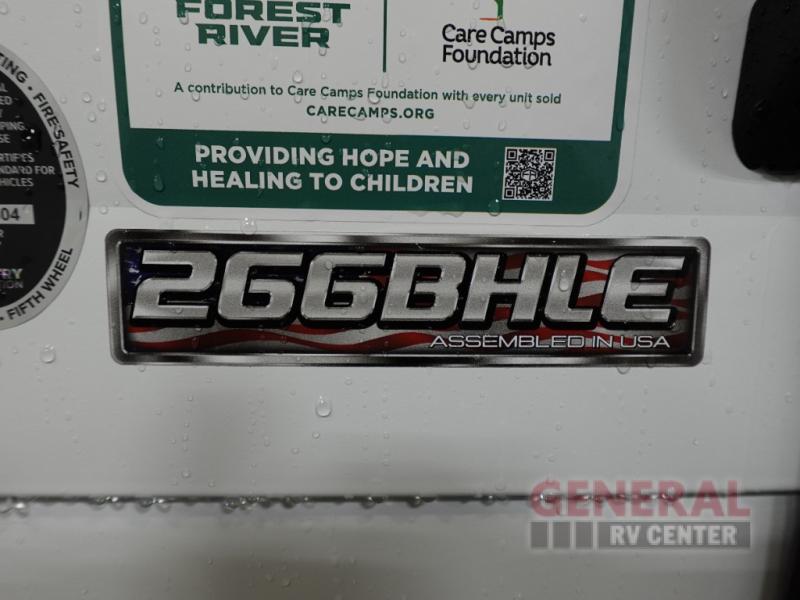 FOREST
RIVER
Care Camps
Foundation
A contribution to Care Camps Foundation with every unit sold
CARECAMPS.ORG
PROVIDING HOPE AND
HEALING TO CHILDREN
FIRE SAFETY
FIFTH WHEEL
04
266BHLE
ASSEMBLED IN USA
GENERAL
RV CENTER